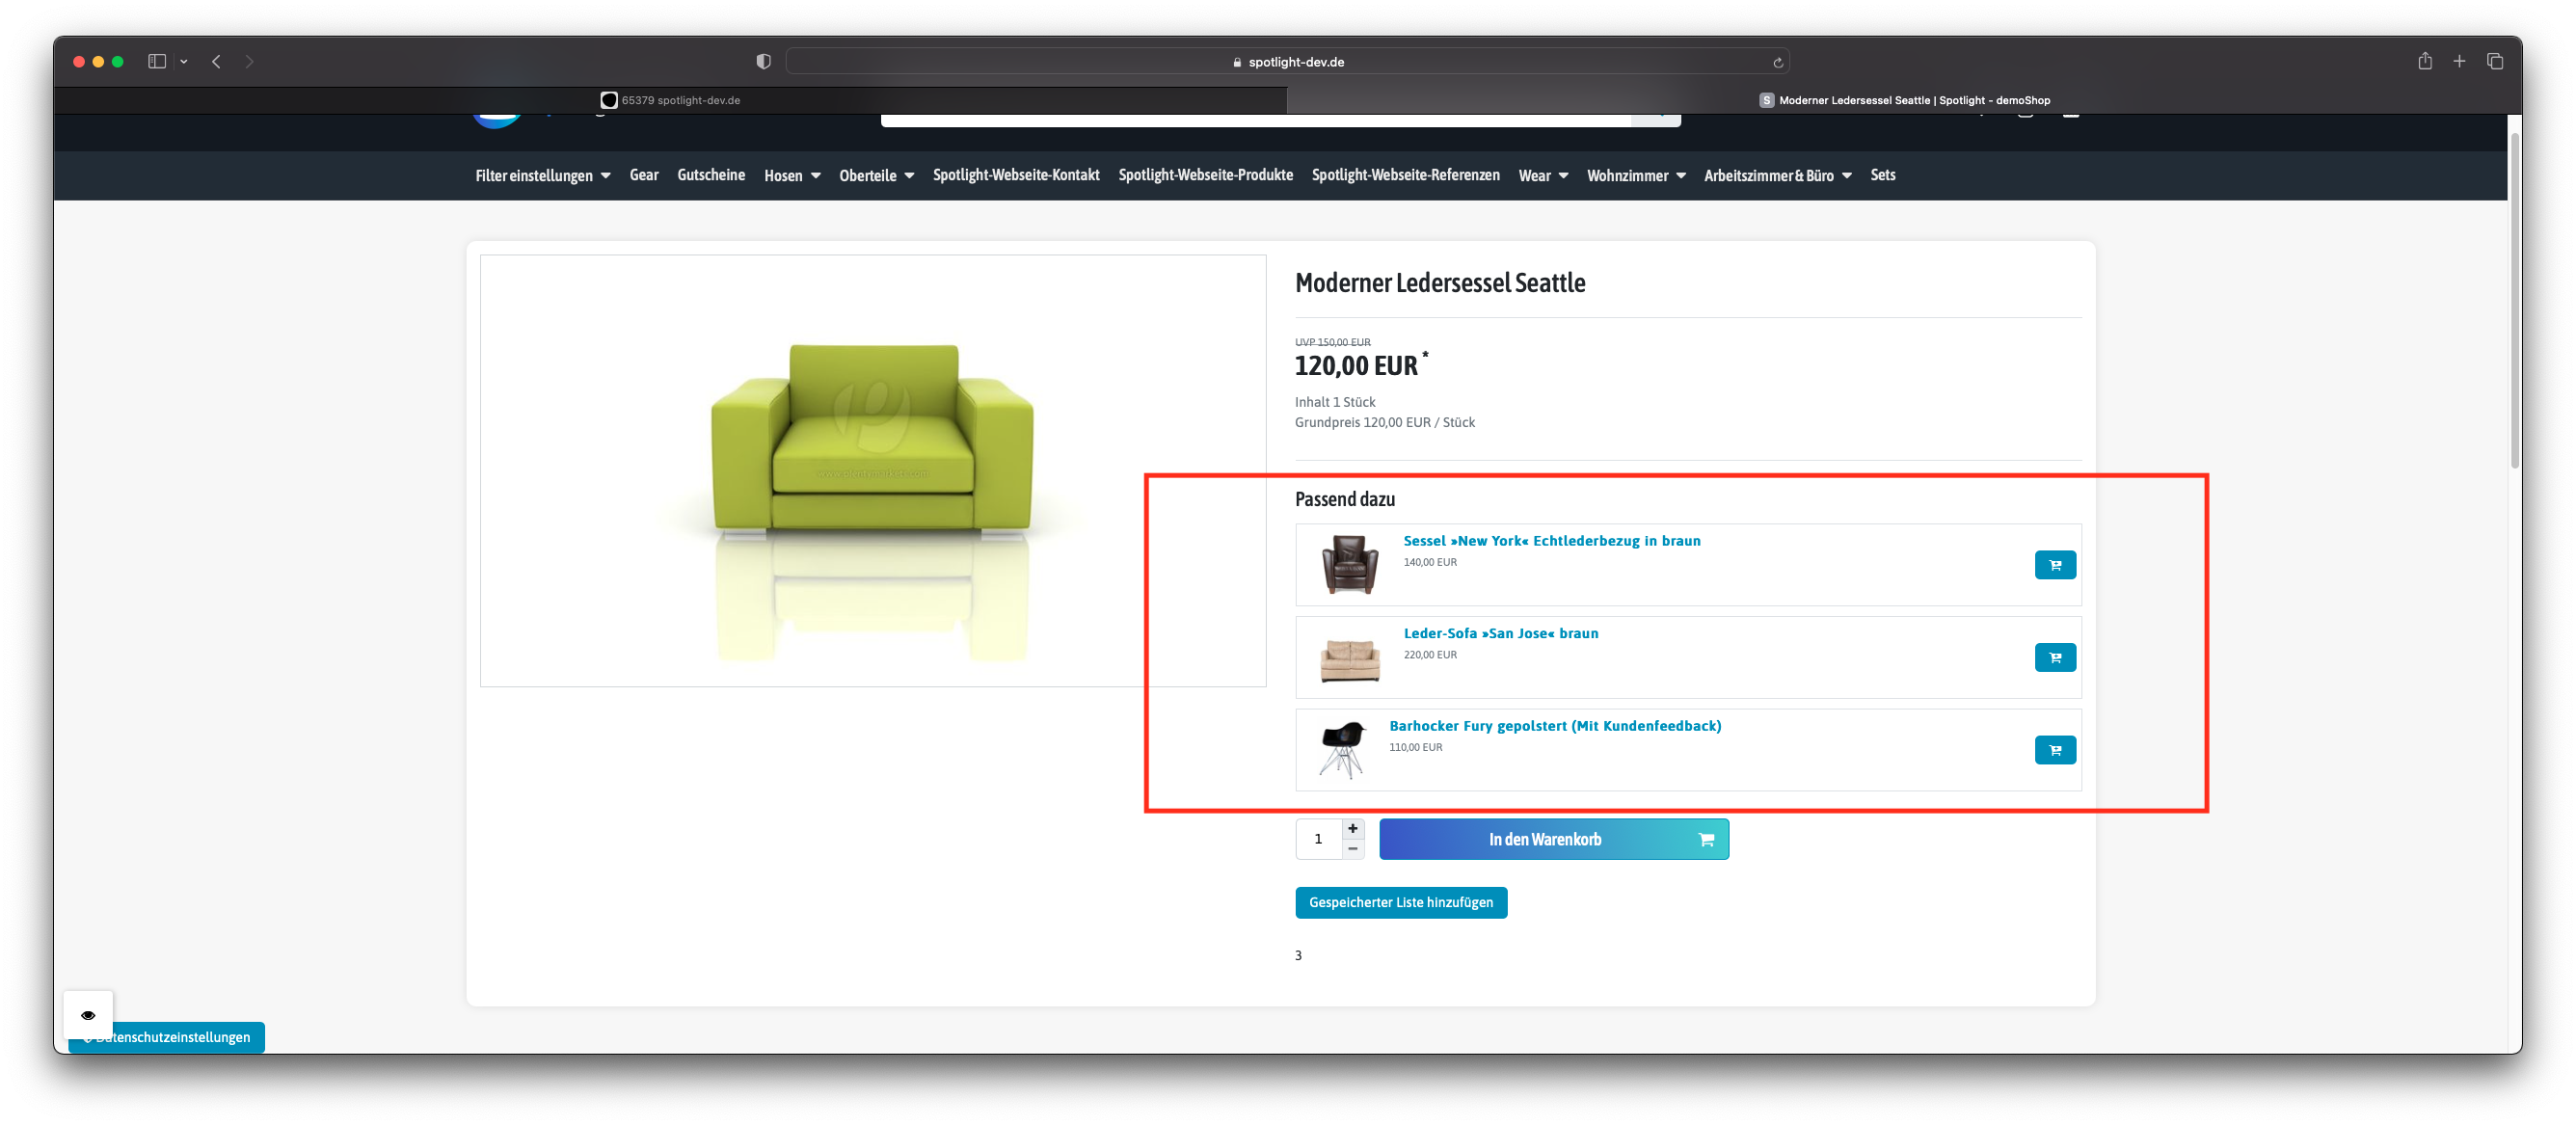 spotlight-dev.de
65379 spotlight-dev.de
S Moderner Ledersessel Seattle | Spotlight - demoShop
Filter einstellungen Gear Gutscheine Hosen Oberteile Spotlight-Webseite-Kontakt Spotlight-Webseite-Produkte Spotlight-Webseite-Referenzen Wear Wohnzimmer Arbeitszimmer & Büro Sets
Moderner Ledersessel Seattle
UVP 150,00 EUR
120,00 EUR *
Inhalt 1 Stück
Grundpreis 120,00 EUR / Stück
www.plentymarkets.com
Passend dazu
Sessel »New York« Echtlederbezug in braun
140,00 EUR
Leder-Sofa »San Jose« braun
220,00 EUR
Barhocker Fury gepolstert (Mit Kundenfeedback)
110,00 EUR
1 + −
In den Warenkorb
Gespeicherter Liste hinzufügen
3
atenschutzeinstellungen